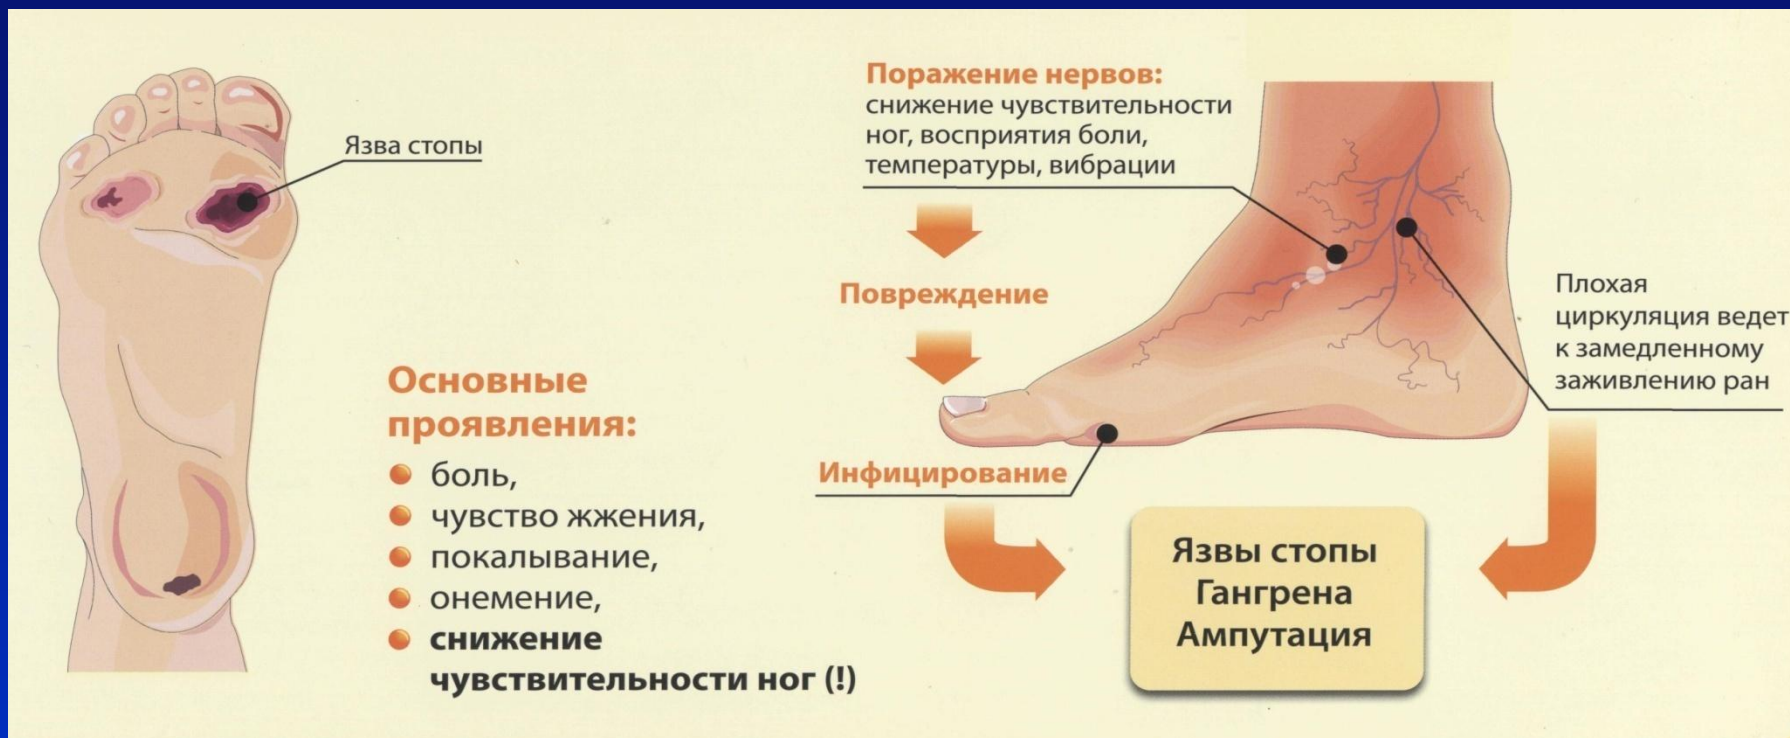 Язва стопы
Основные
проявления:
боль,
чувство жжения,
покалывание,
онемение,
снижение
чувствительности ног (!)
Поражение нервов:
снижение чувствительности
ног, восприятия боли,
температуры, вибрации
Повреждение
Инфицирование
Плохая
циркуляция ведет
к замедленному
заживлению ран
Язвы стопы
Гангрена
Ампутация